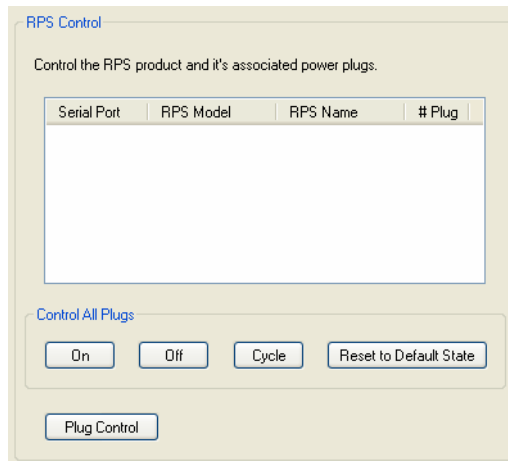 RPS Control
Control the RPS product and it's associated power plugs.
Serial Port RPS Model RPS Name # Plug
Control All Plugs
On Off Cycle Reset to Default State
Plug Control